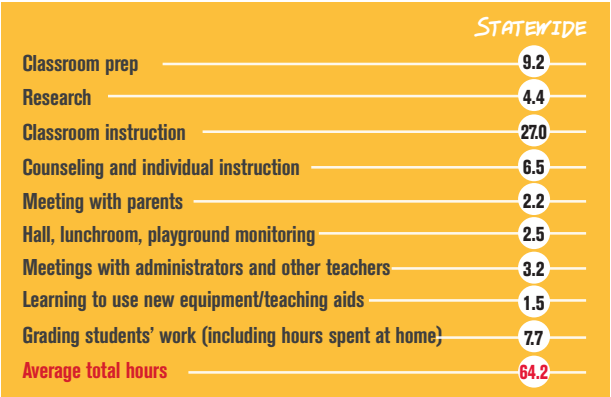 STATEWIDE
Classroom prep 9.2
Research 4.4
Classroom instruction 27.0
Counseling and individual instruction 6.5
Meeting with parents 2.2
Hall, lunchroom, playground monitoring 2.5
Meetings with administrators and other teachers 3.2
Learning to use new equipment/teaching aids 1.5
Grading students' work (including hours spent at home) 7.7
Average total hours 64.2